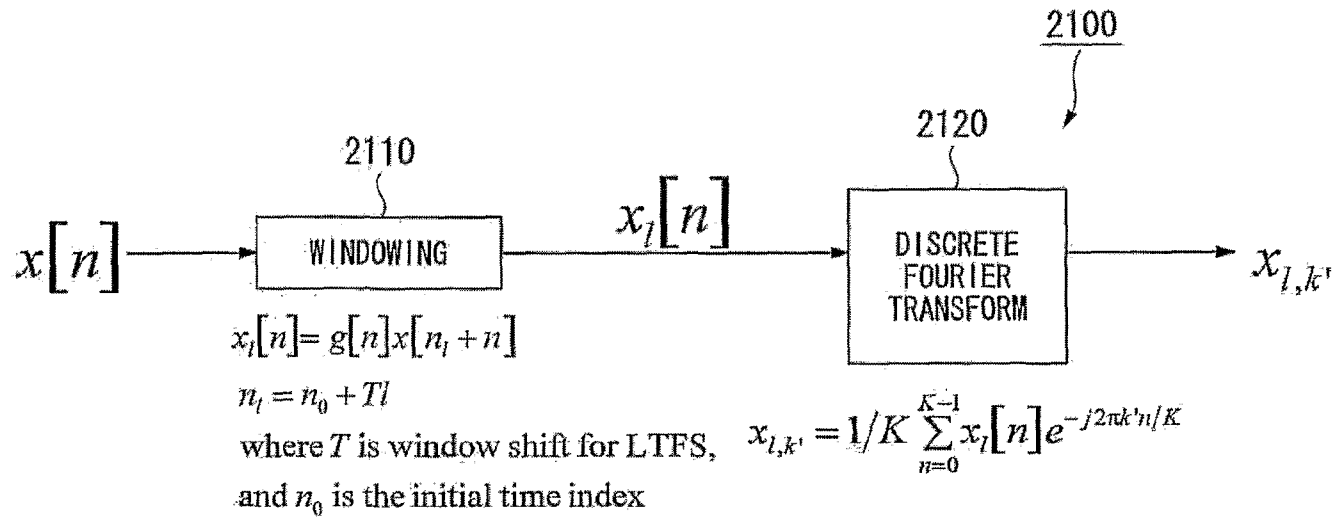 2100
2110
2120
x[n]
WINDOWING
x_l[n]
DISCRETE
FOURIER
TRANSFORM
x_{l,k'}
x_l[n]= g[n]x[n_l + n]
n_l = n_0 + Tl
where T is window shift for LTFS,
and n_0 is the initial time index
x_{l,k'} = 1/K \sum_{n=0}^{K-1} x_l[n] e^{-j2πk'n/K}